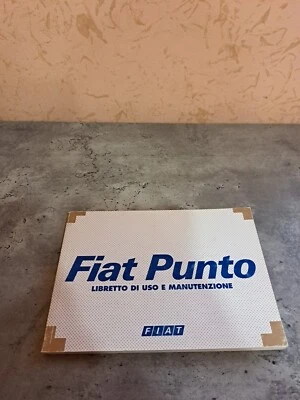 Fiat Punto
LIBRETTO DI USO E MANUTENZIONE
FIAT